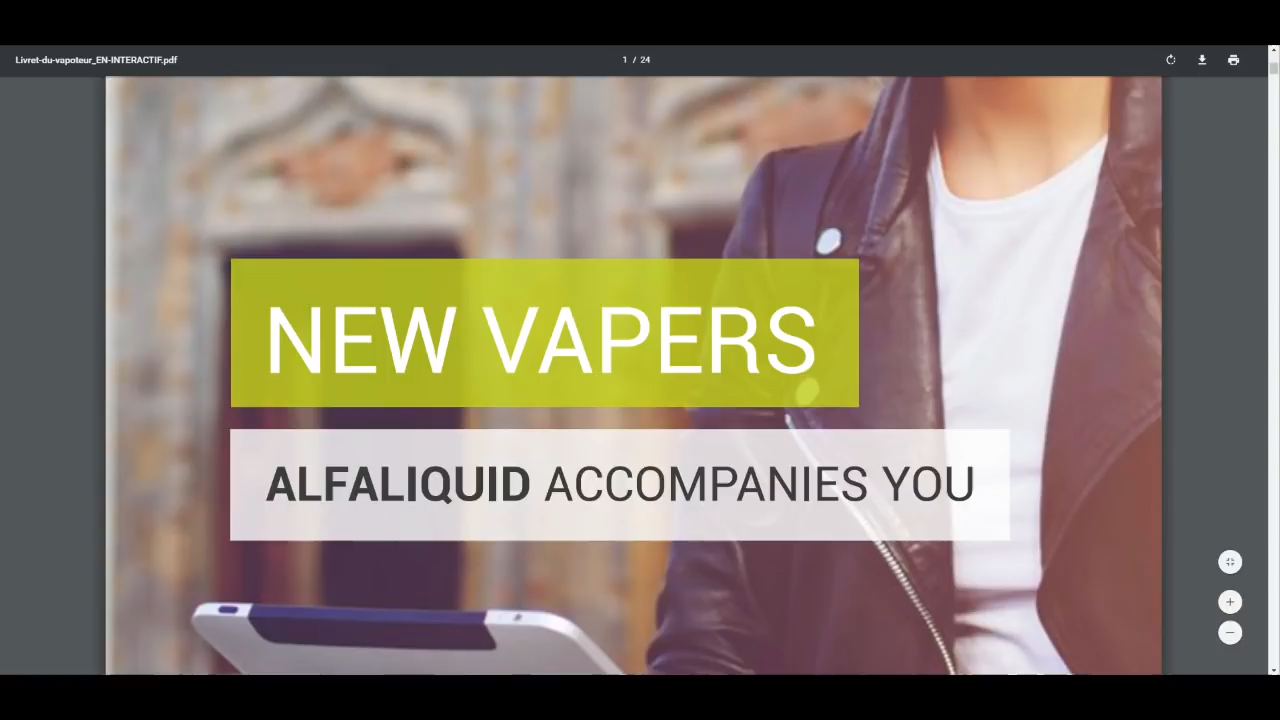 Livret-du-vapoteur_EN-INTERACTIF.pdf
1 / 24
NEW VAPERS
ALFALIQUID ACCOMPANIES YOU